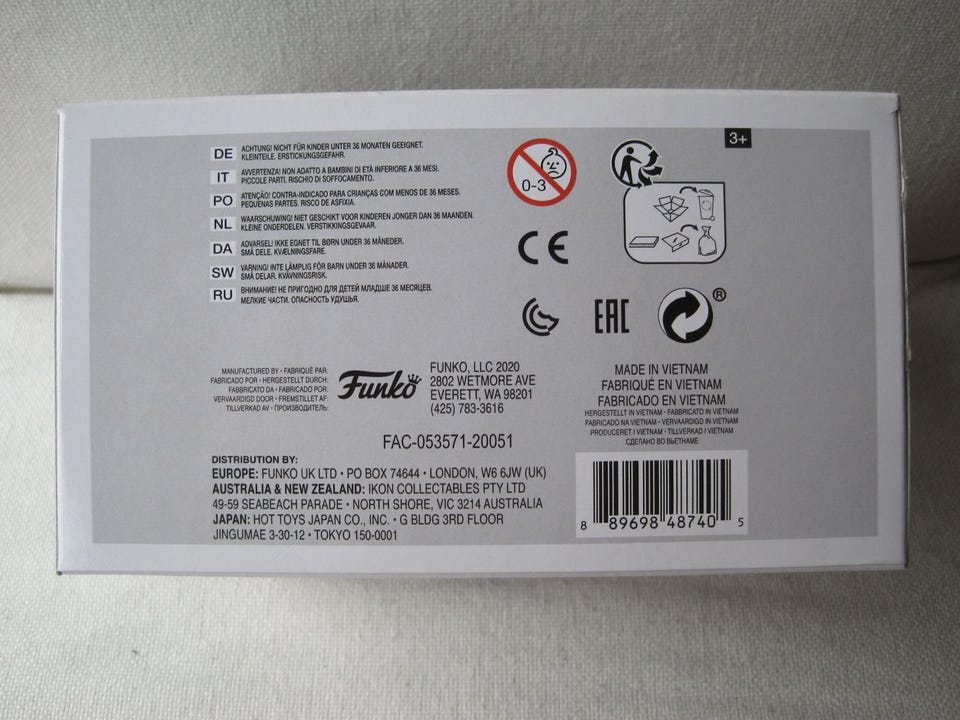 3+
DE ACHTUNG! NICHT FÜR KINDER UNTER 36 MONATEN GEEIGNET.
KLEINTEILE. ERSTICKUNGSGEFAHR.
IT AVVERTENZA! NON ADATTO A BAMBINI DI ETÀ INFERIORE A 36 MESI.
PICCOLE PARTI. RISCHIO DI SOFFOCAMENTO.
PO ATENÇÃO! CONTRA-INDICADO PARA CRIANÇAS COM MENOS DE 36 MESES.
PEQUENAS PARTES. RISCO DE ASFIXIA.
NL WAARSCHUWING! NIET GESCHIKT VOOR KINDEREN JONGER DAN 36 MAANDEN.
KLEINE ONDERDELEN. VERSTIKKINGSGEVAAR.
DA ADVARSEL! IKKE EGNET TIL BØRN UNDER 36 MÅNEDER.
SMÅ DELE. KVÆLNINGSFARE.
SW VARNING! INTE LÄMPLIG FÖR BARN UNDER 36 MÅNADER.
SMÅ DELAR. KVÄVNINGSRISK.
RU ВНИМАНИЕ! НЕ ПРИГОДНО ДЛЯ ДЕТЕЙ МЛАДШЕ 36 МЕСЯЦЕВ.
МЕЛКИЕ ЧАСТИ. ОПАСНОСТЬ УДУШЬЯ.
0-3
CE
EAC
®
MANUFACTURED BY • FABRIQUÉ PAR:
FABRICADO POR • HERGESTELLT DURCH:
FABBRICATO DA • FABRICADO POR:
VERVAARDIGD DOOR • FREMSTILLET AF:
TILLVERKAD AV • ПРОИЗВОДИТЕЛЬ:
Funko
FUNKO, LLC 2020
2802 WETMORE AVE
EVERETT, WA 98201
(425) 783-3616
MADE IN VIETNAM
FABRIQUÉ EN VIETNAM
FABRICADO EN VIETNAM
HERGESTELLT IN VIETNAM • FABBRICATO IN VIETNAM
FABRICADO NA VIETNAM • VERVAARDIGD IN VIETNAM
PRODUCERET I VIETNAM • TILLVERKAD I VIETNAM
СДЕЛАНО ВО ВЬЕТНАМЕ
FAC-053571-20051
DISTRIBUTION BY:
EUROPE: FUNKO UK LTD • PO BOX 74644 • LONDON, W6 6JW (UK)
AUSTRALIA & NEW ZEALAND: IKON COLLECTABLES PTY LTD
49-59 SEABEACH PARADE • NORTH SHORE, VIC 3214 AUSTRALIA
JAPAN: HOT TOYS JAPAN CO., INC. • G BLDG 3RD FLOOR
JINGUMAE 3-30-12 • TOKYO 150-0001
8 89698 48740 5